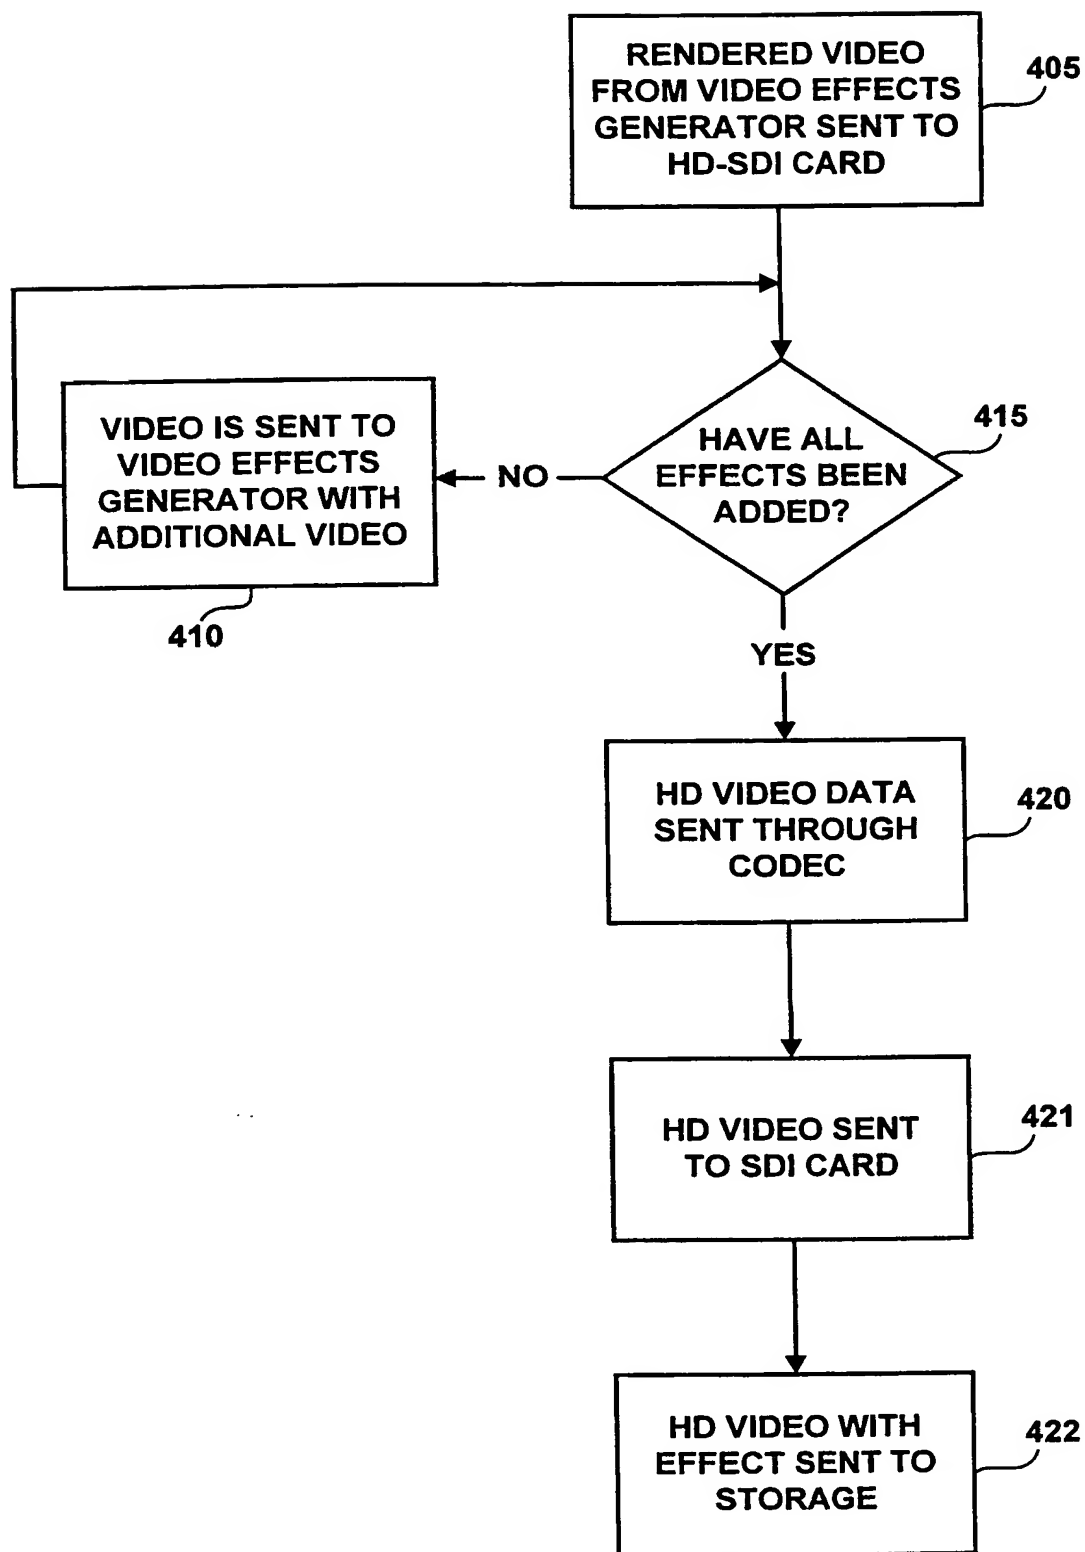 RENDERED VIDEO
FROM VIDEO EFFECTS
GENERATOR SENT TO
HD-SDI CARD
405
HAVE ALL
EFFECTS BEEN
ADDED?
415
NO
VIDEO IS SENT TO
VIDEO EFFECTS
GENERATOR WITH
ADDITIONAL VIDEO
410
YES
HD VIDEO DATA
SENT THROUGH
CODEC
420
HD VIDEO SENT
TO SDI CARD
421
HD VIDEO WITH
EFFECT SENT TO
STORAGE
422